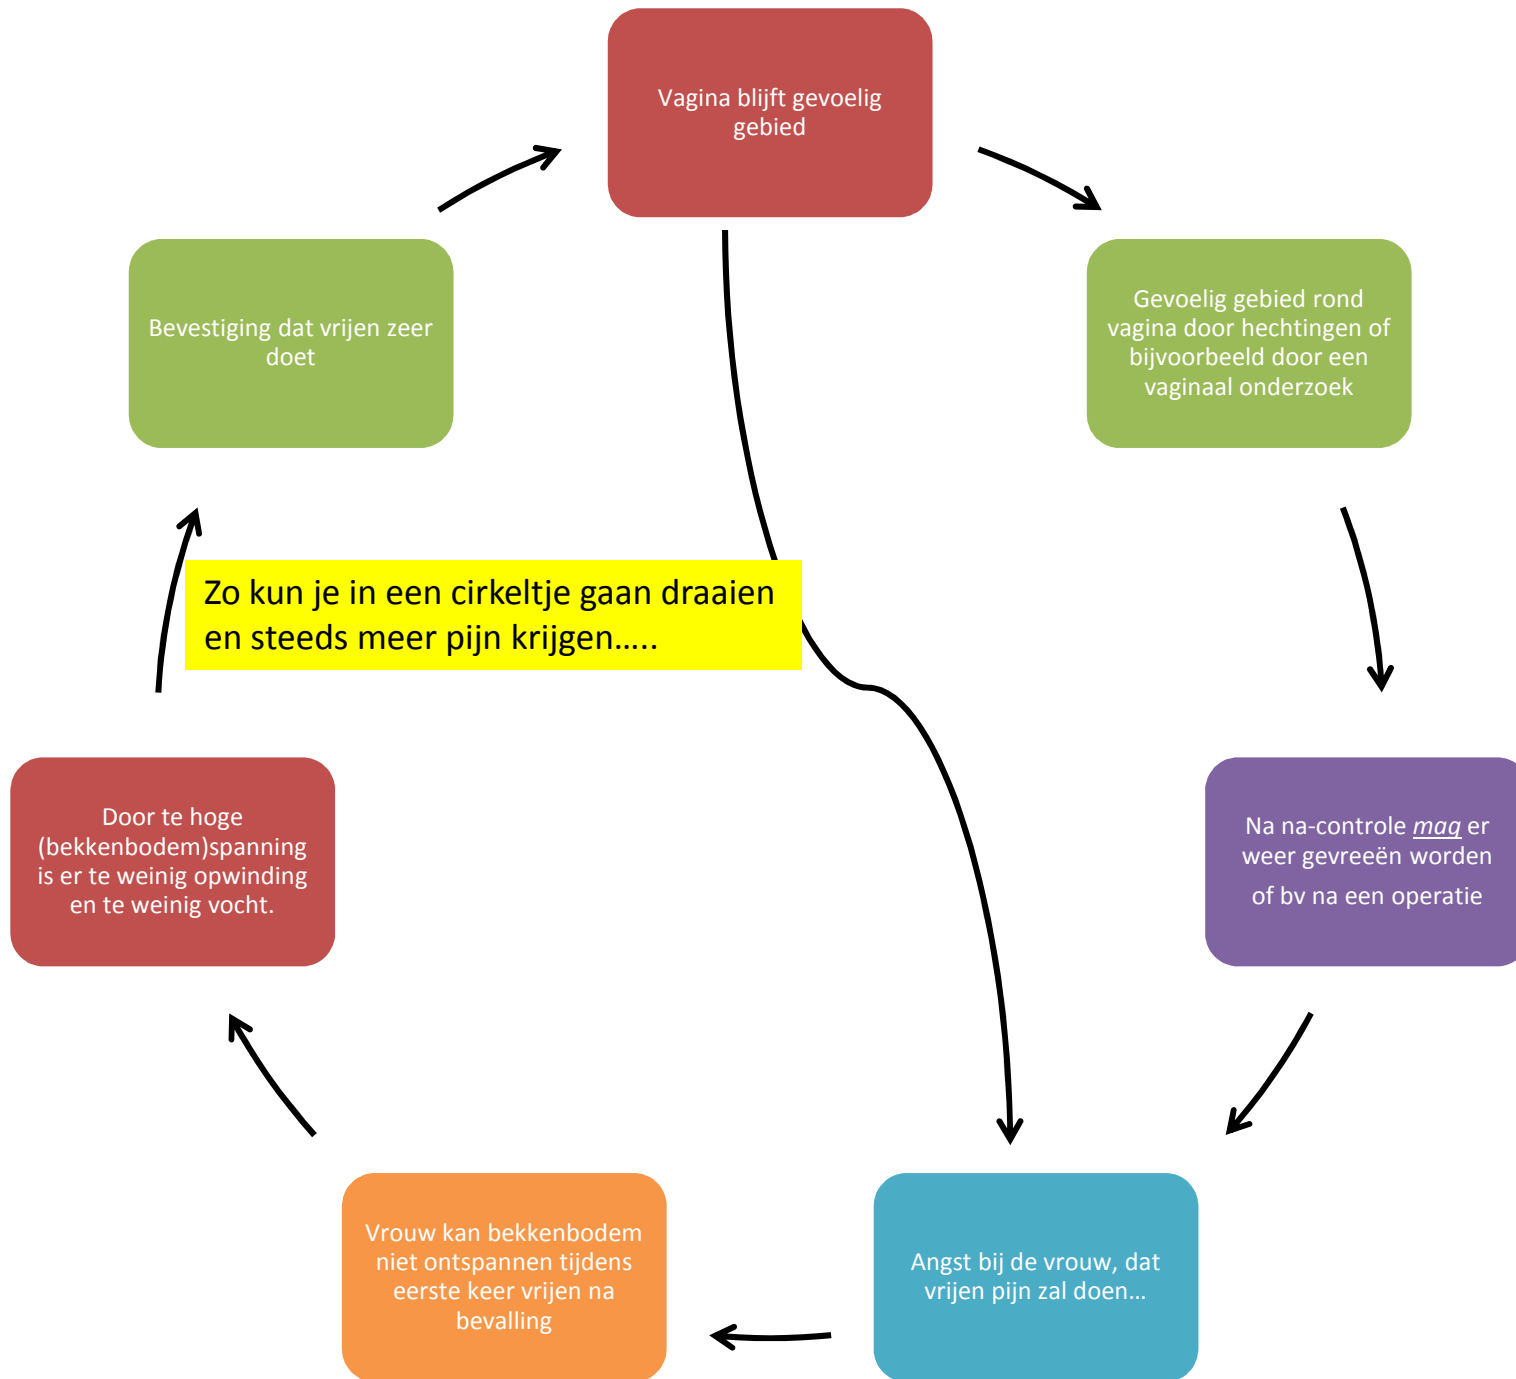 Vagina blijft gevoelig
gebied
Gevoelig gebied rond
vagina door hechtingen of
bijvoorbeeld door een
vaginaal onderzoek
Na na-controle mag er
weer gevreeën worden
of bv na een operatie
Angst bij de vrouw, dat
vrijen pijn zal doen…
Vrouw kan bekkenbodem
niet ontspannen tijdens
eerste keer vrijen na
bevalling
Door te hoge
(bekkenbodem)spanning
is er te weinig opwinding
en te weinig vocht.
Bevestiging dat vrijen zeer
doet
Zo kun je in een cirkeltje gaan draaien
en steeds meer pijn krijgen…..